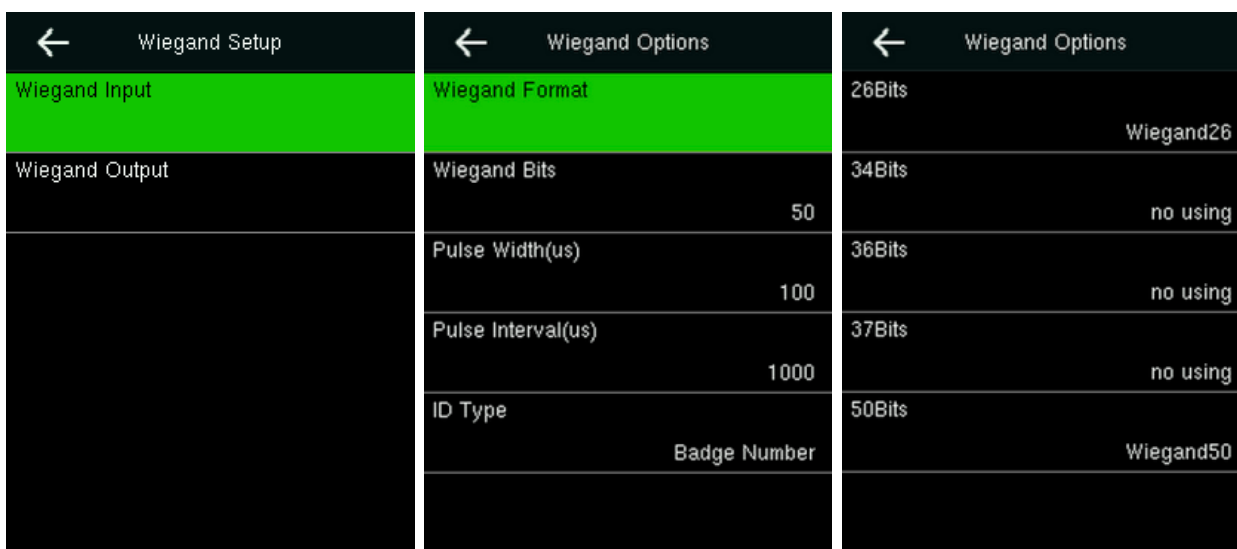 Wiegand Setup
Wiegand Input
Wiegand Output
Wiegand Options
Wiegand Format
Wiegand Bits
50
Pulse Width(us)
100
Pulse Interval(us)
1000
ID Type
Badge Number
Wiegand Options
26Bits
Wiegand26
34Bits
no using
36Bits
no using
37Bits
no using
50Bits
Wiegand50